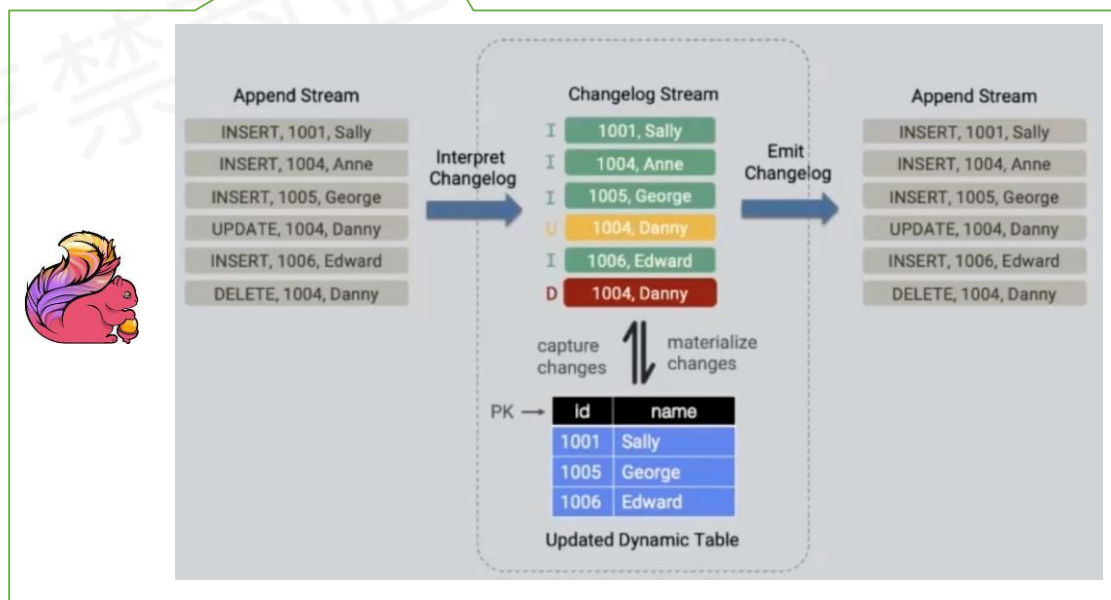 禁
Append Stream
INSERT, 1001, Sally
INSERT, 1004, Anne
INSERT, 1005, George
UPDATE, 1004, Danny
INSERT, 1006, Edward
DELETE, 1004, Danny
Interpret
Changelog
Changelog Stream
I 1001, Sally
I 1004, Anne
I 1005, George
U 1004, Danny
I 1006, Edward
D 1004, Danny
Emit
Changelog
Append Stream
INSERT, 1001, Sally
INSERT, 1004, Anne
INSERT, 1005, George
UPDATE, 1004, Danny
INSERT, 1006, Edward
DELETE, 1004, Danny
capture
changes
materialize
changes
PK
id name
1001 Sally
1005 George
1006 Edward
Updated Dynamic Table